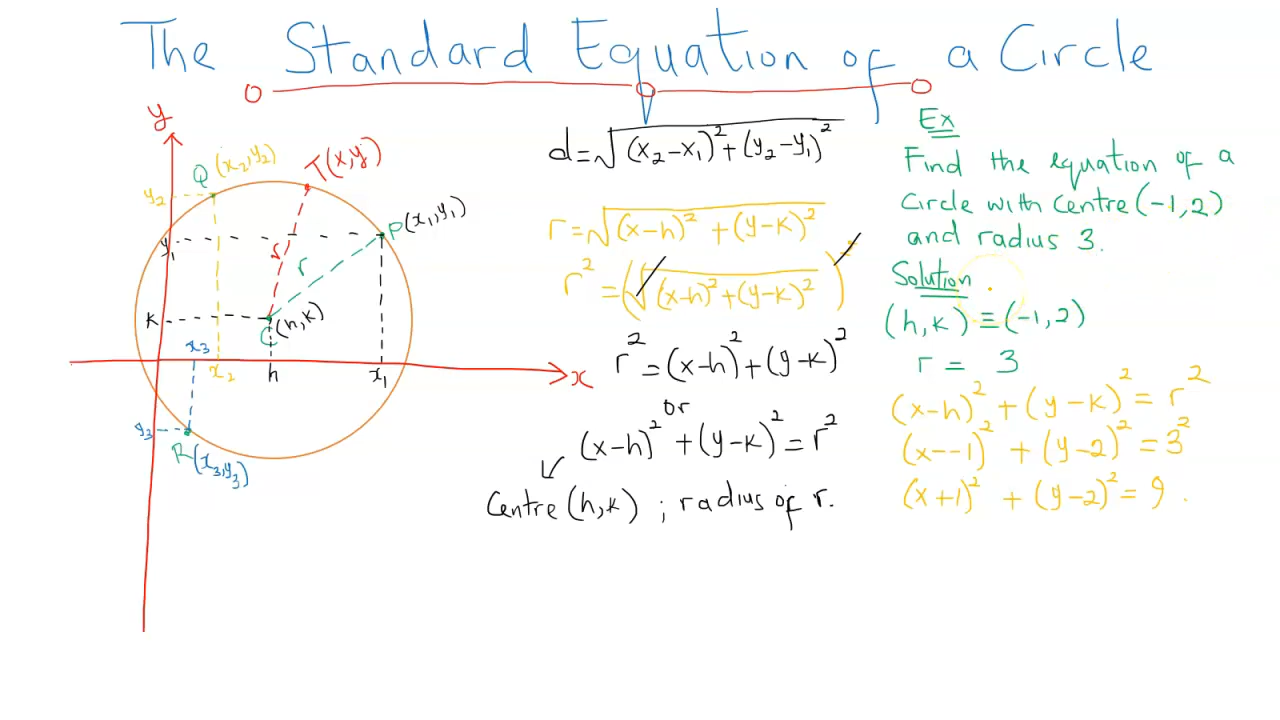 The Standard Equation of a Circle
y
Q (x₂,y₂)
T(x,y)
y₂
P(x₁,y₁)
y₁
r
r
K
C(h,k)
x₃
x₂
h
x₁
x
y₃
R(x₃,y₃)
d=√(x₂-x₁)²+(y₂-y₁)²
r=√(x-h)²+(y-k)²
r²=(√(x-h)²+(y-k)²)²
r²=(x-h)²+(y-k)²
or
(x-h)²+(y-k)²=r²
Centre (h,k) ; radius of r.
Ex
Find the equation of a
Circle with centre (-1,2)
and radius 3.
Solution.
(h,k)≡(-1,2)
r = 3
(x-h)²+(y-k)²=r²
(x--1)²+(y-2)²=3²
(x+1)²+(y-2)²=9.